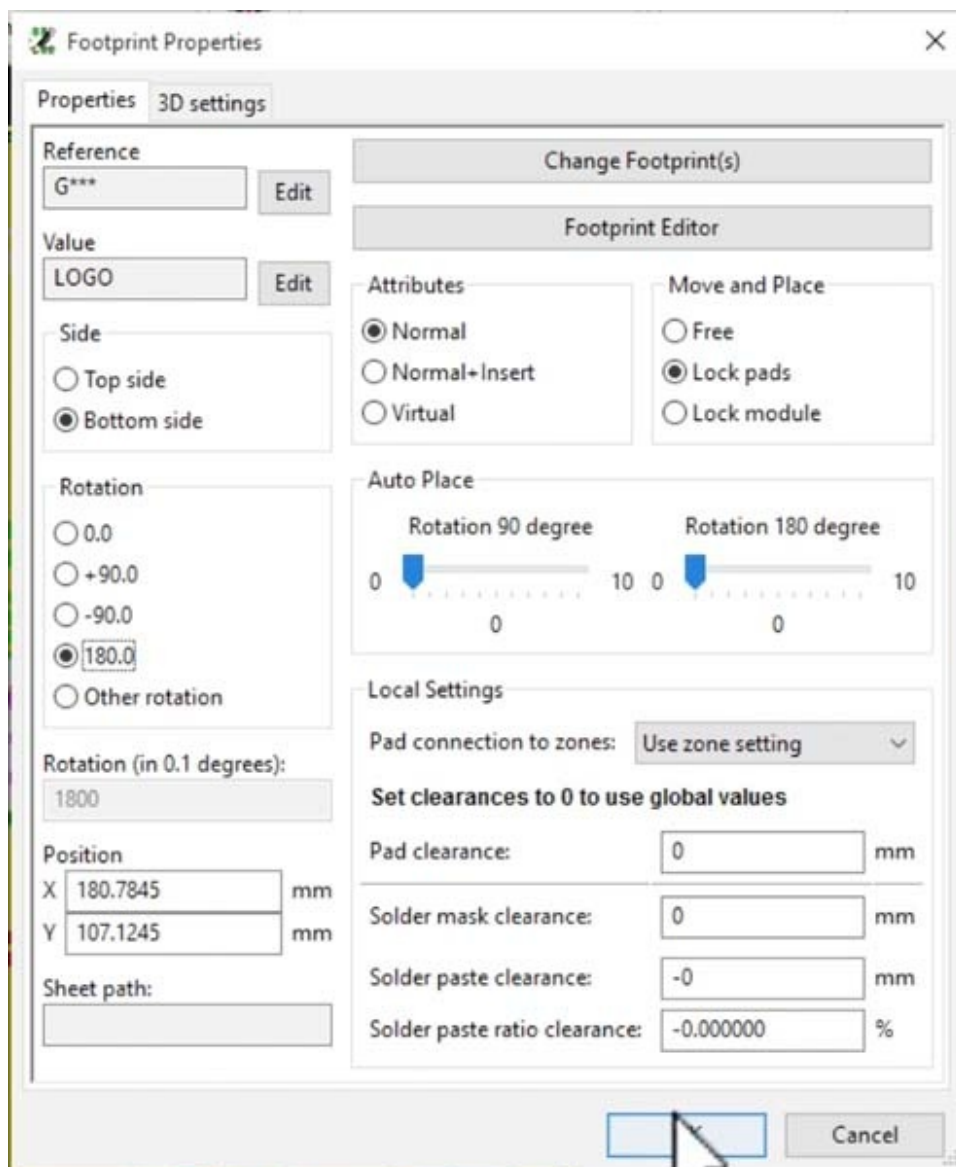 Footprint Properties
Properties 3D settings
Reference
G***
Edit
Value
LOGO
Edit
Side
Top side
Bottom side
Rotation
0.0
+90.0
-90.0
180.0
Other rotation
Rotation (in 0.1 degrees):
1800
Position
X 180.7845 mm
Y 107.1245 mm
Sheet path:
Change Footprint(s)
Footprint Editor
Attributes
Normal
Normal+Insert
Virtual
Move and Place
Free
Lock pads
Lock module
Auto Place
Rotation 90 degree
0 10
0
Rotation 180 degree
0 10
0
Local Settings
Pad connection to zones: Use zone setting
Set clearances to 0 to use global values
Pad clearance: 0 mm
Solder mask clearance: 0 mm
Solder paste clearance: -0 mm
Solder paste ratio clearance: -0.000000 %
Cancel